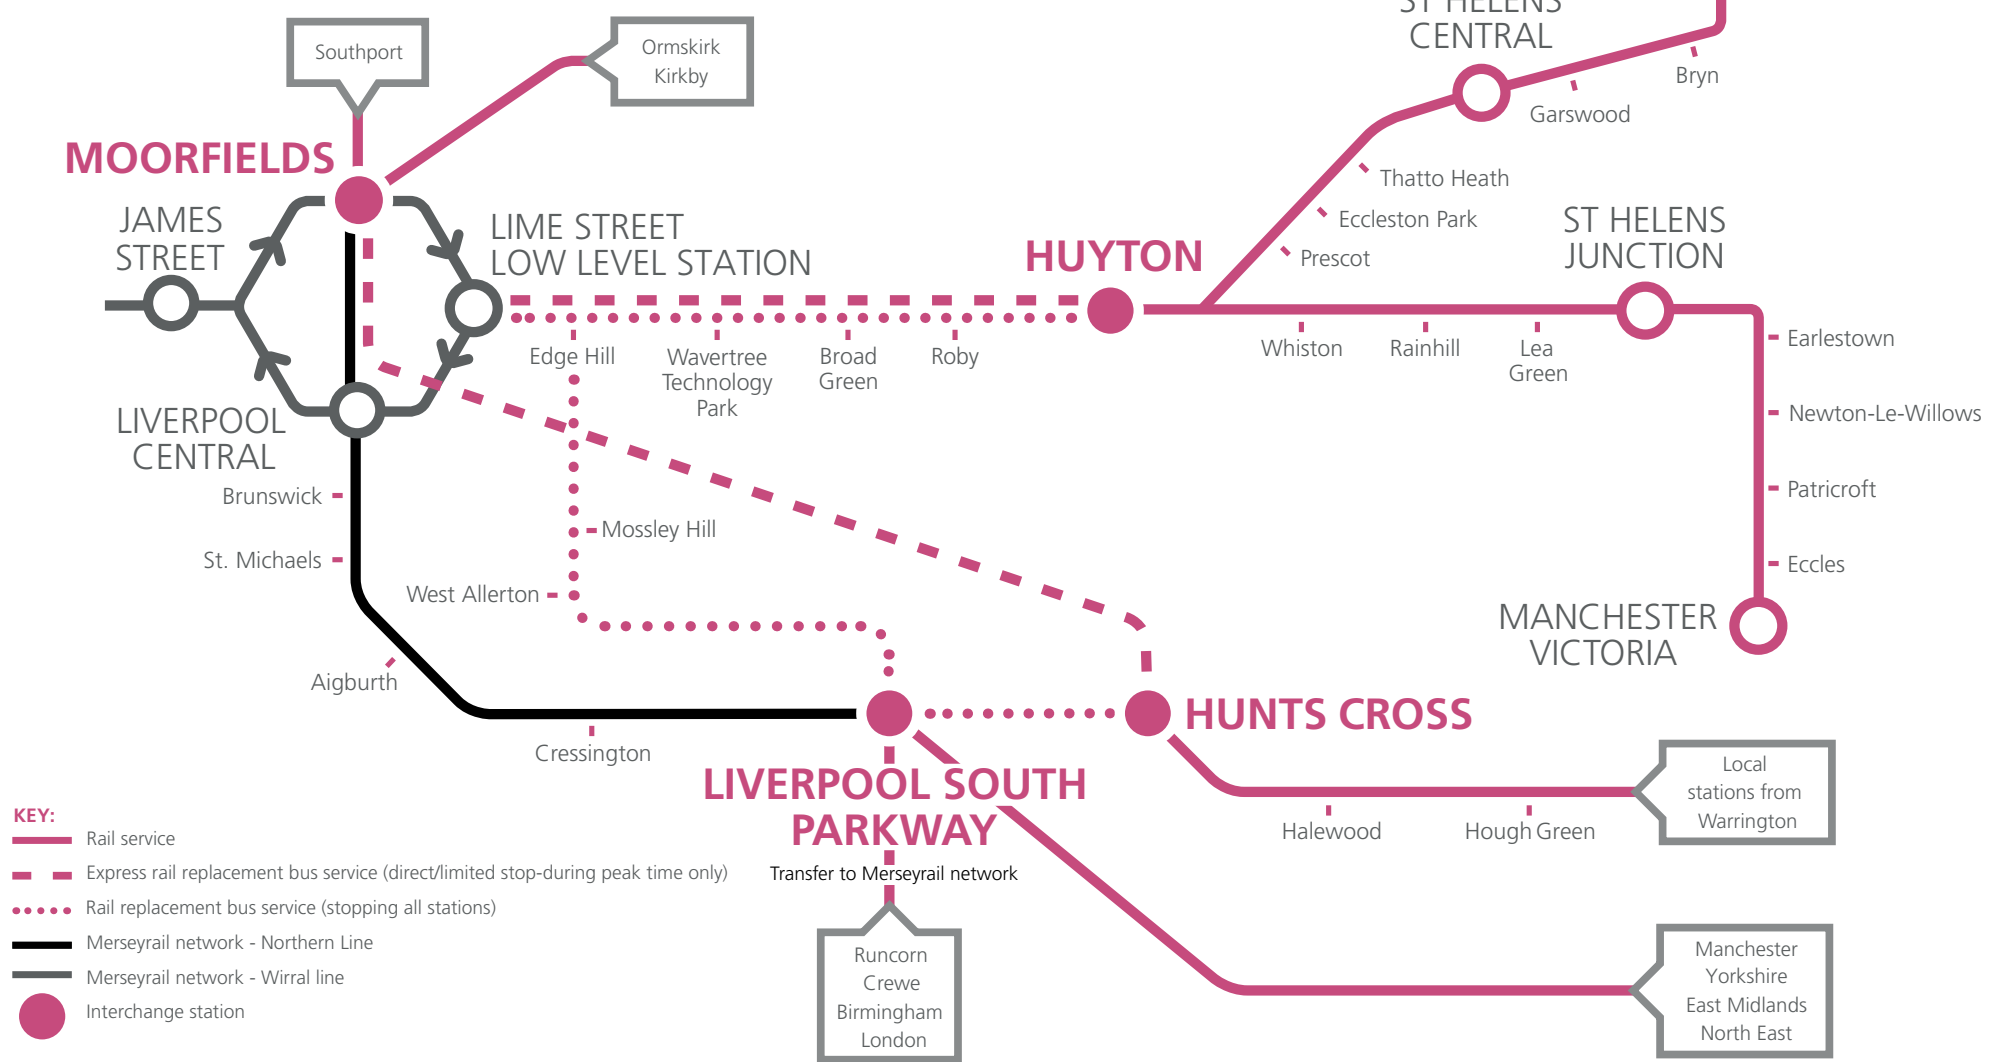 ST HELENS
CENTRAL
Southport
Ormskirk
Kirkby
Bryn
Garswood
MOORFIELDS
Thatto Heath
JAMES
STREET
LIME STREET
LOW LEVEL STATION
Eccleston Park
ST HELENS
JUNCTION
HUYTON
Prescot
Edge Hill
Wavertree
Technology
Park
Broad
Green
Roby
Whiston
Rainhill
Lea
Green
Earlestown
LIVERPOOL
CENTRAL
Newton-Le-Willows
Brunswick
Patricroft
Mossley Hill
St. Michaels
Eccles
West Allerton
MANCHESTER
VICTORIA
Aigburth
HUNTS CROSS
Cressington
LIVERPOOL SOUTH
PARKWAY
Transfer to Merseyrail network
Local
stations from
Warrington
Halewood
Hough Green
KEY:
Rail service
Express rail replacement bus service (direct/limited stop-during peak time only)
Rail replacement bus service (stopping all stations)
Merseyrail network - Northern Line
Merseyrail network - Wirral line
Interchange station
Runcorn
Crewe
Birmingham
London
Manchester
Yorkshire
East Midlands
North East